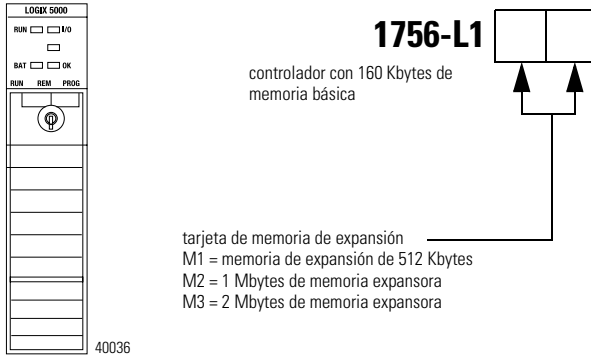 LOGIX 5000
RUN I/O
BAT OK
RUN REM PROG
40036
1756-L1
controlador con 160 Kbytes de
memoria básica
tarjeta de memoria de expansión
M1 = memoria de expansión de 512 Kbytes
M2 = 1 Mbytes de memoria expansora
M3 = 2 Mbytes de memoria expansora